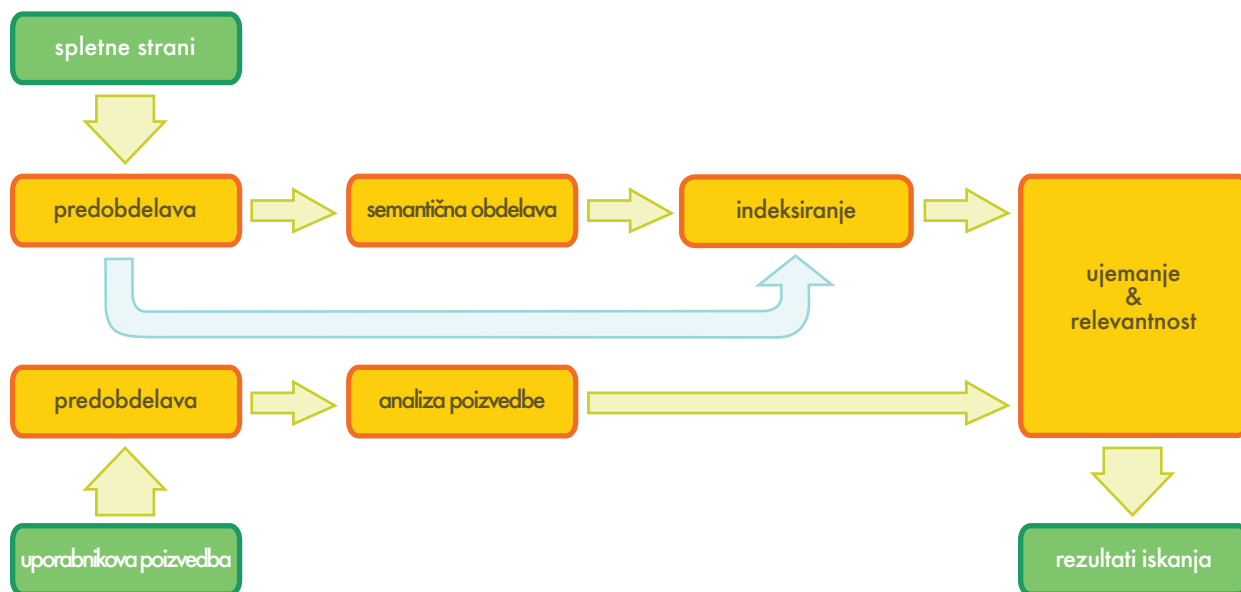 spletne strani
predobdelava
semantična obdelava
indeksiranje
ujemanje
&
relevantnost
predobdelava
analiza poizvedbe
uporabnikova poizvedba
rezultati iskanja